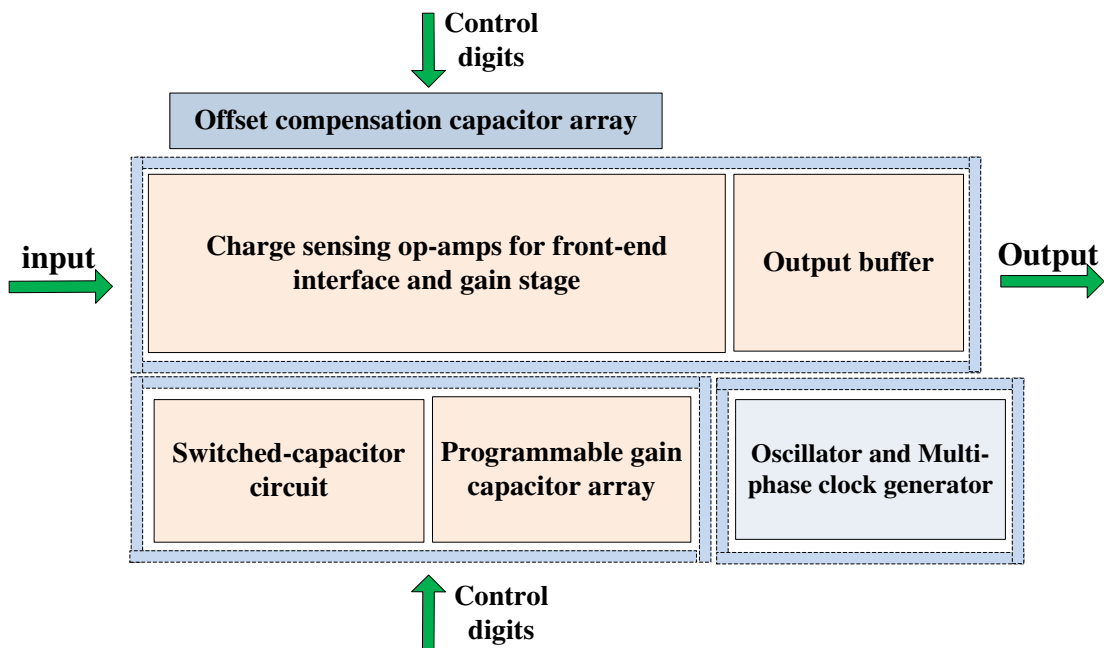 Control
digits
Offset compensation capacitor array
input
Charge sensing op-amps for front-end
interface and gain stage
Output buffer
Output
Switched-capacitor
circuit
Programmable gain
capacitor array
Oscillator and Multi-
phase clock generator
Control
digits